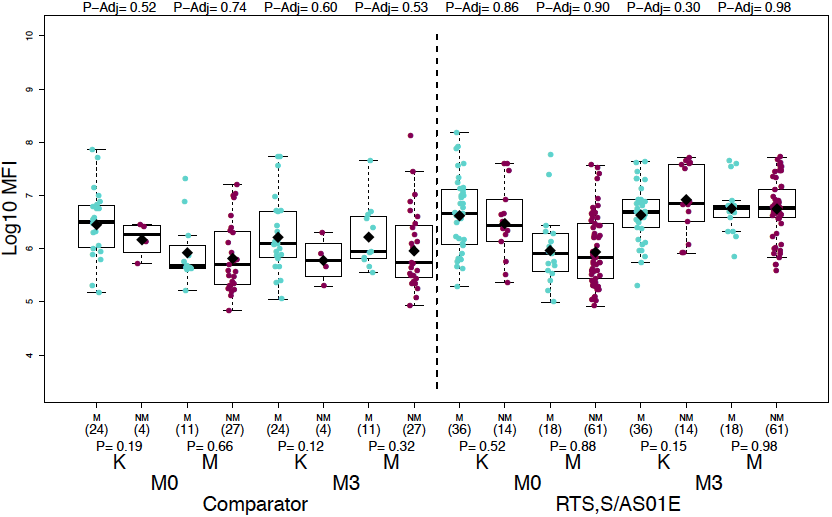 P−Adj= 0.52 P−Adj= 0.74 P−Adj= 0.60 P−Adj= 0.53 P−Adj= 0.86 P−Adj= 0.90 P−Adj= 0.30 P−Adj= 0.98
Log10 MFI
10
9
8
7
6
5
4
M NM M NM M NM M NM M NM M NM M NM M NM
(24) (4) (11) (27) (24) (4) (11) (27) (36) (14) (18) (61) (36) (14) (18) (61)
P= 0.19 P= 0.66 P= 0.12 P= 0.32 P= 0.52 P= 0.88 P= 0.15 P= 0.98
K M K M K M K M
M0 M3 M0 M3
Comparator RTS,S/AS01E